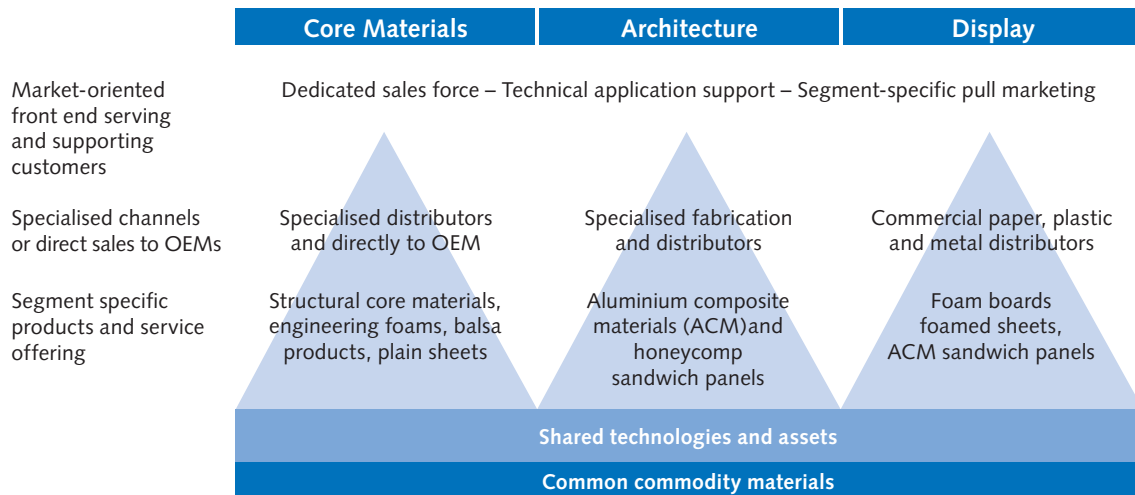 Core Materials
Architecture
Display
Market-oriented
front end serving
and supporting
customers
Dedicated sales force – Technical application support – Segment-specific pull marketing
Specialised channels
or direct sales to OEMs
Specialised distributors
and directly to OEM
Specialised fabrication
and distributors
Commercial paper, plastic
and metal distributors
Segment specific
products and service
offering
Structural core materials,
engineering foams, balsa
products, plain sheets
Aluminium composite
materials (ACM)and
honeycomp
sandwich panels
Foam boards
foamed sheets,
ACM sandwich panels
Shared technologies and assets
Common commodity materials